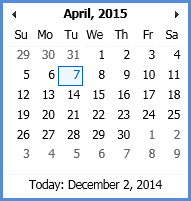 April, 2015
Su Mo Tu We Th Fr Sa
29 30 31 1 2 3 4
5 6 7 8 9 10 11
12 13 14 15 16 17 18
19 20 21 22 23 24 25
26 27 28 29 30 1 2
3 4 5 6 7 8 9
Today: December 2, 2014